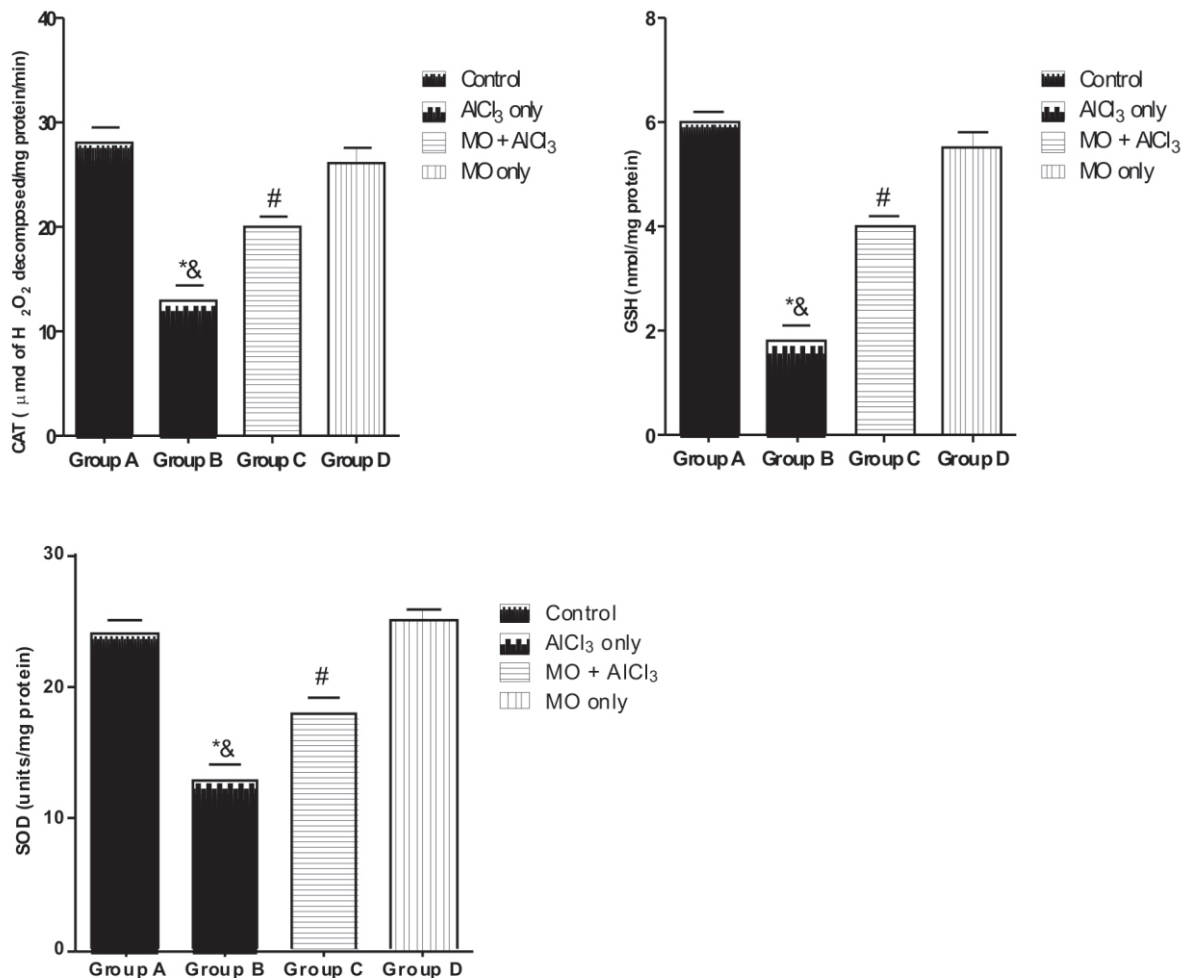 CAT ( μmol of H 2O2 decomposed/mg protein/min)
40
30
20
10
0
*&
#
Group A Group B Group C Group D
Control
AlCl3 only
MO + AlCl3
MO only
GSH (nmol/mg protein)
8
6
4
2
0
*&
#
Group A Group B Group C Group D
Control
AlCl3 only
MO + AlCl3
MO only
SOD (units/mg protein)
30
20
10
0
*&
#
Group A Group B Group C Group D
Control
AlCl3 only
MO + AlCl3
MO only